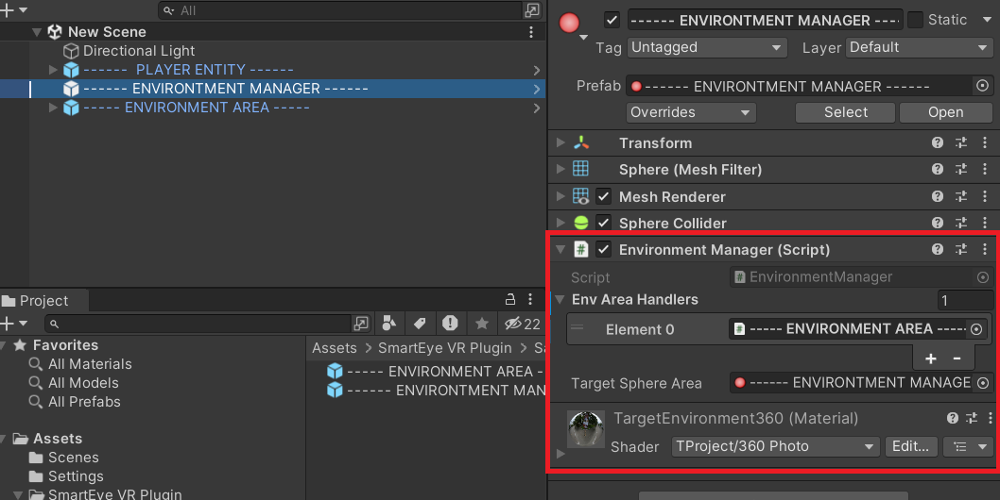 All
New Scene
Directional Light
------ PLAYER ENTITY ------
------ ENVIRONTMENT MANAGER ------
----- ENVIRONMENT AREA -----
Project
22
Favorites
All Materials
All Models
All Prefabs
Assets
Scenes
Settings
SmartEye VR Plugin
Assets > SmartEye VR Plugin > Sa
----- ENVIRONMENT AREA -
------ ENVIRONTMENT MAN
------ ENVIRONTMENT MANAGER ---- Static
Tag Untagged Layer Default
Prefab ------ ENVIRONTMENT MANAGER ------
Overrides Select Open
Transform
Sphere (Mesh Filter)
Mesh Renderer
Sphere Collider
Environment Manager (Script)
Script # EnvironmentManager
Env Area Handlers 1
Element 0 # ----- ENVIRONMENT AREA -----
+ -
Target Sphere Area ------ ENVIRONTMENT MANAGE
TargetEnvironment360 (Material)
Shader TProject/360 Photo Edit...